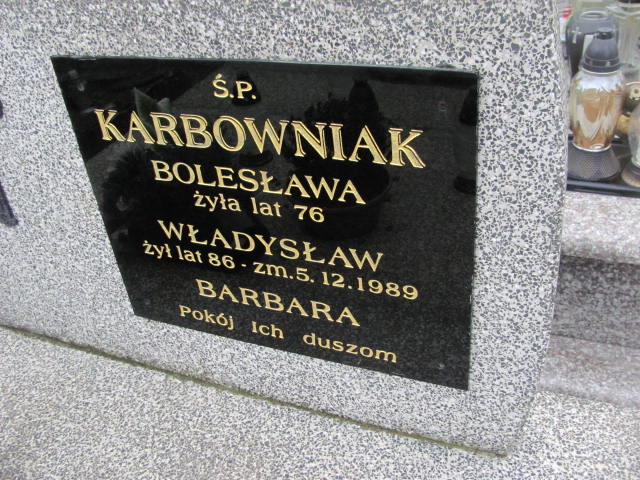 Ś.P.
KARBOWNIAK
BOLESŁAWA
żyła lat 76
WŁADYSŁAW
żył lat 86 - zm. 5. 12. 1989
BARBARA
Pokój ich duszom